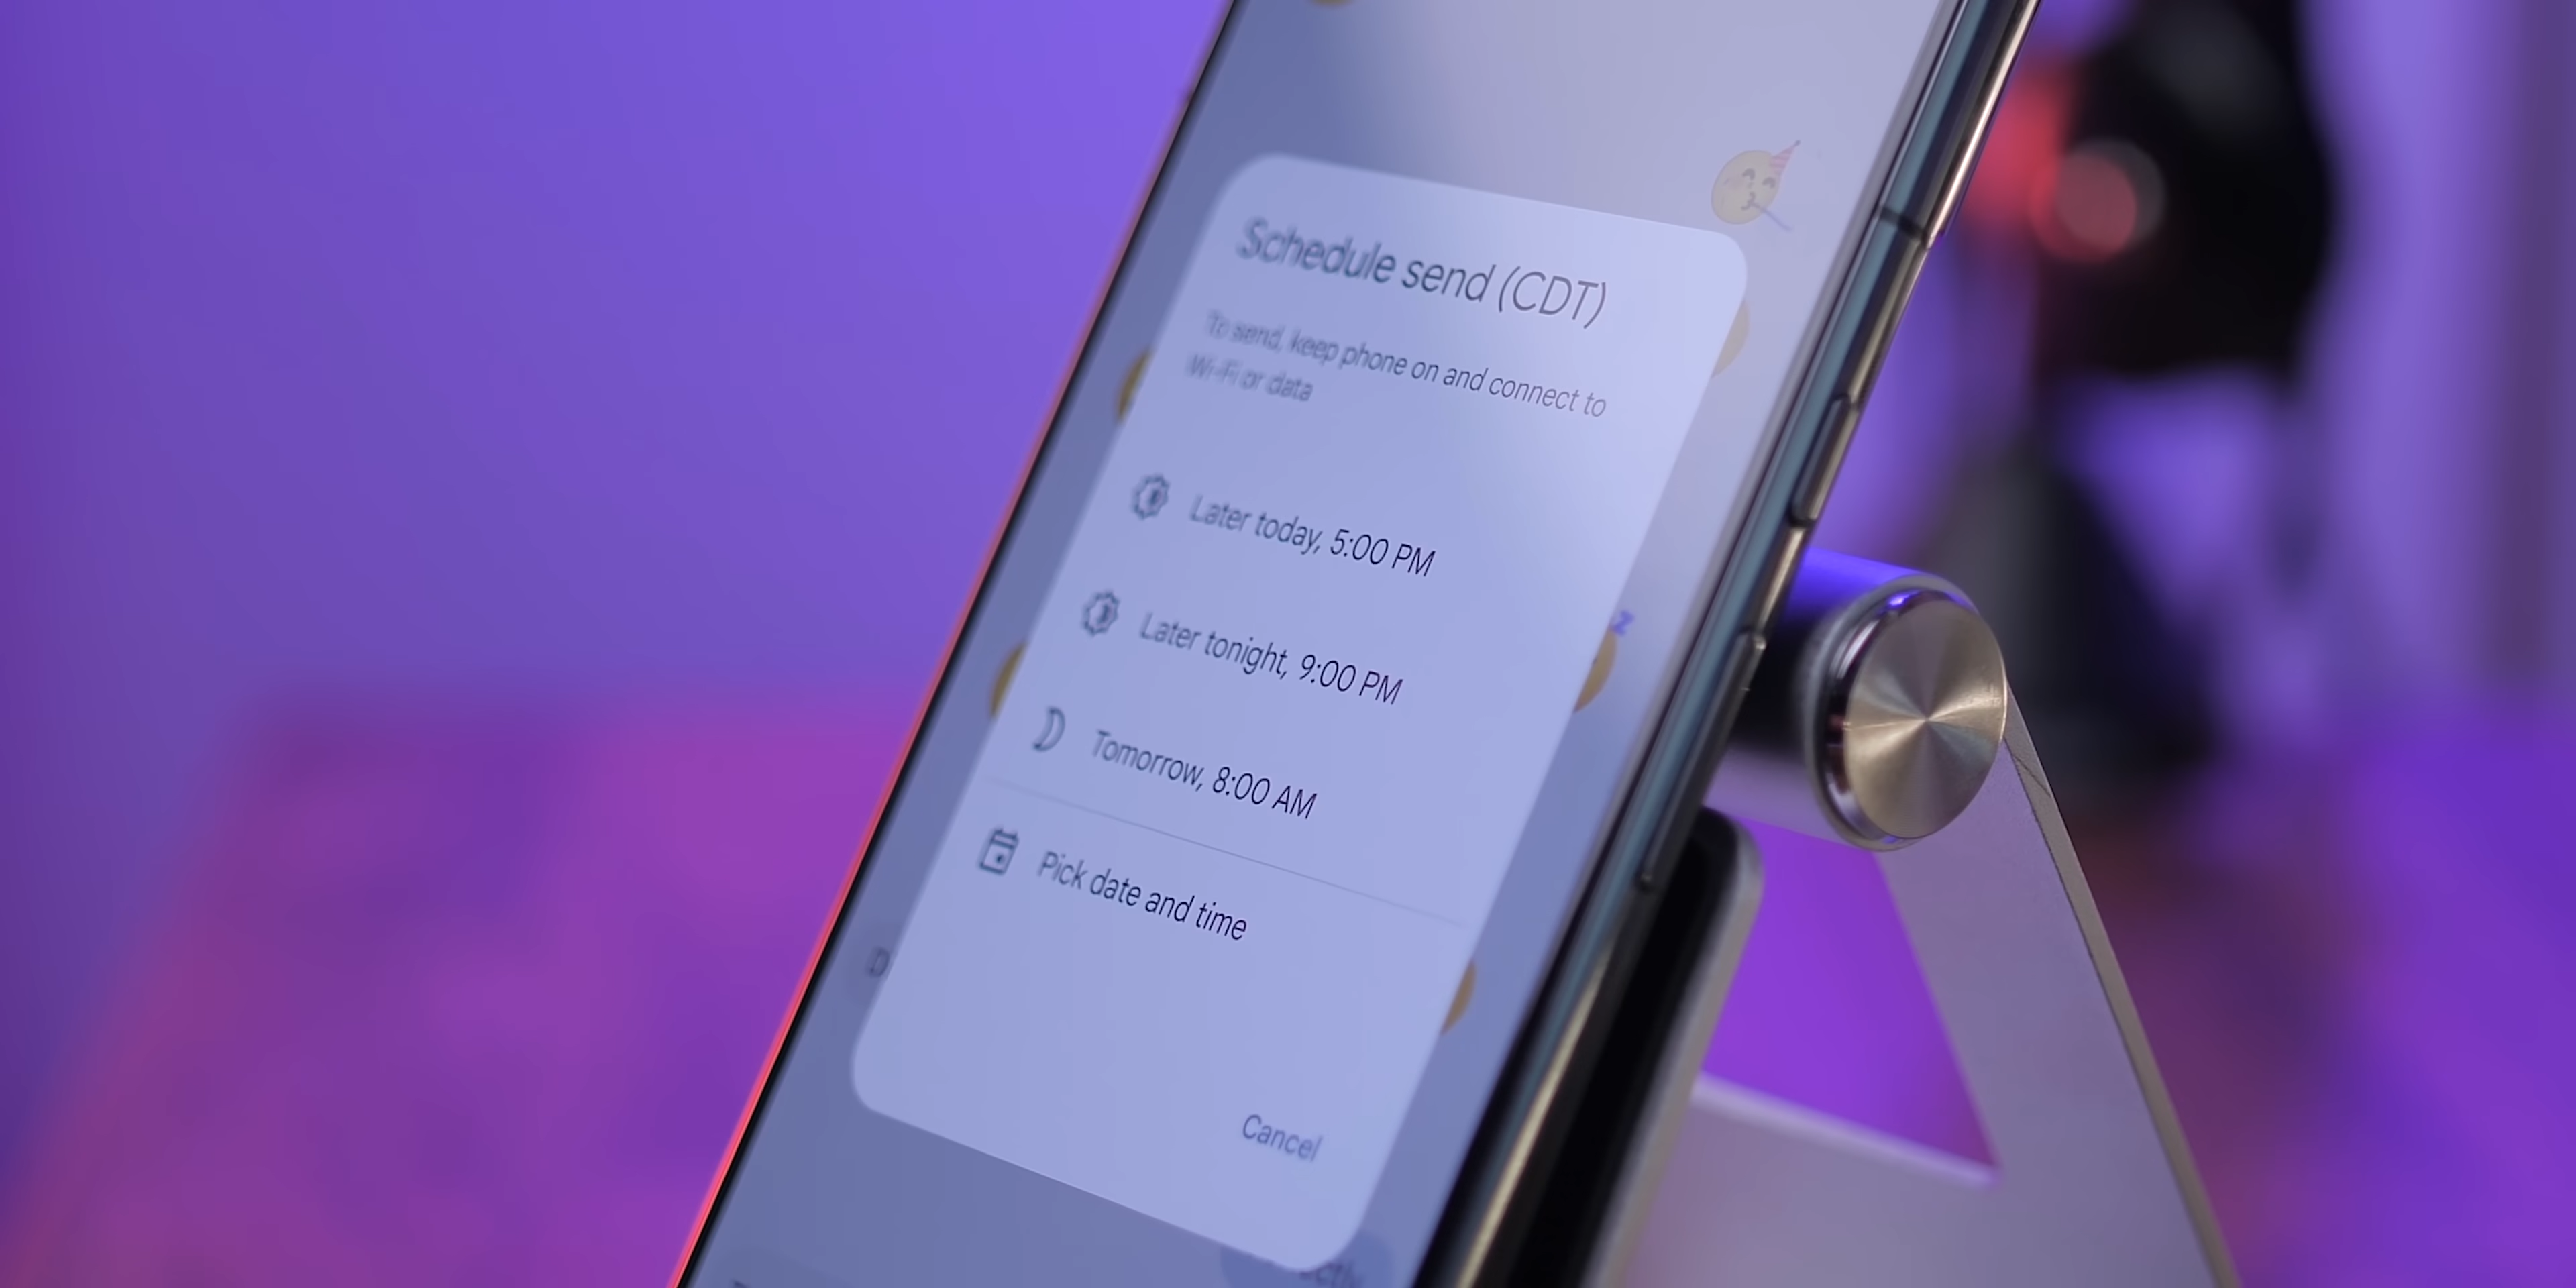 Schedule send (CDT)
To send, keep phone on and connect to
Wi-Fi or data
Later today, 5:00 PM
Later tonight, 9:00 PM
Tomorrow, 8:00 AM
Pick date and time
Cancel